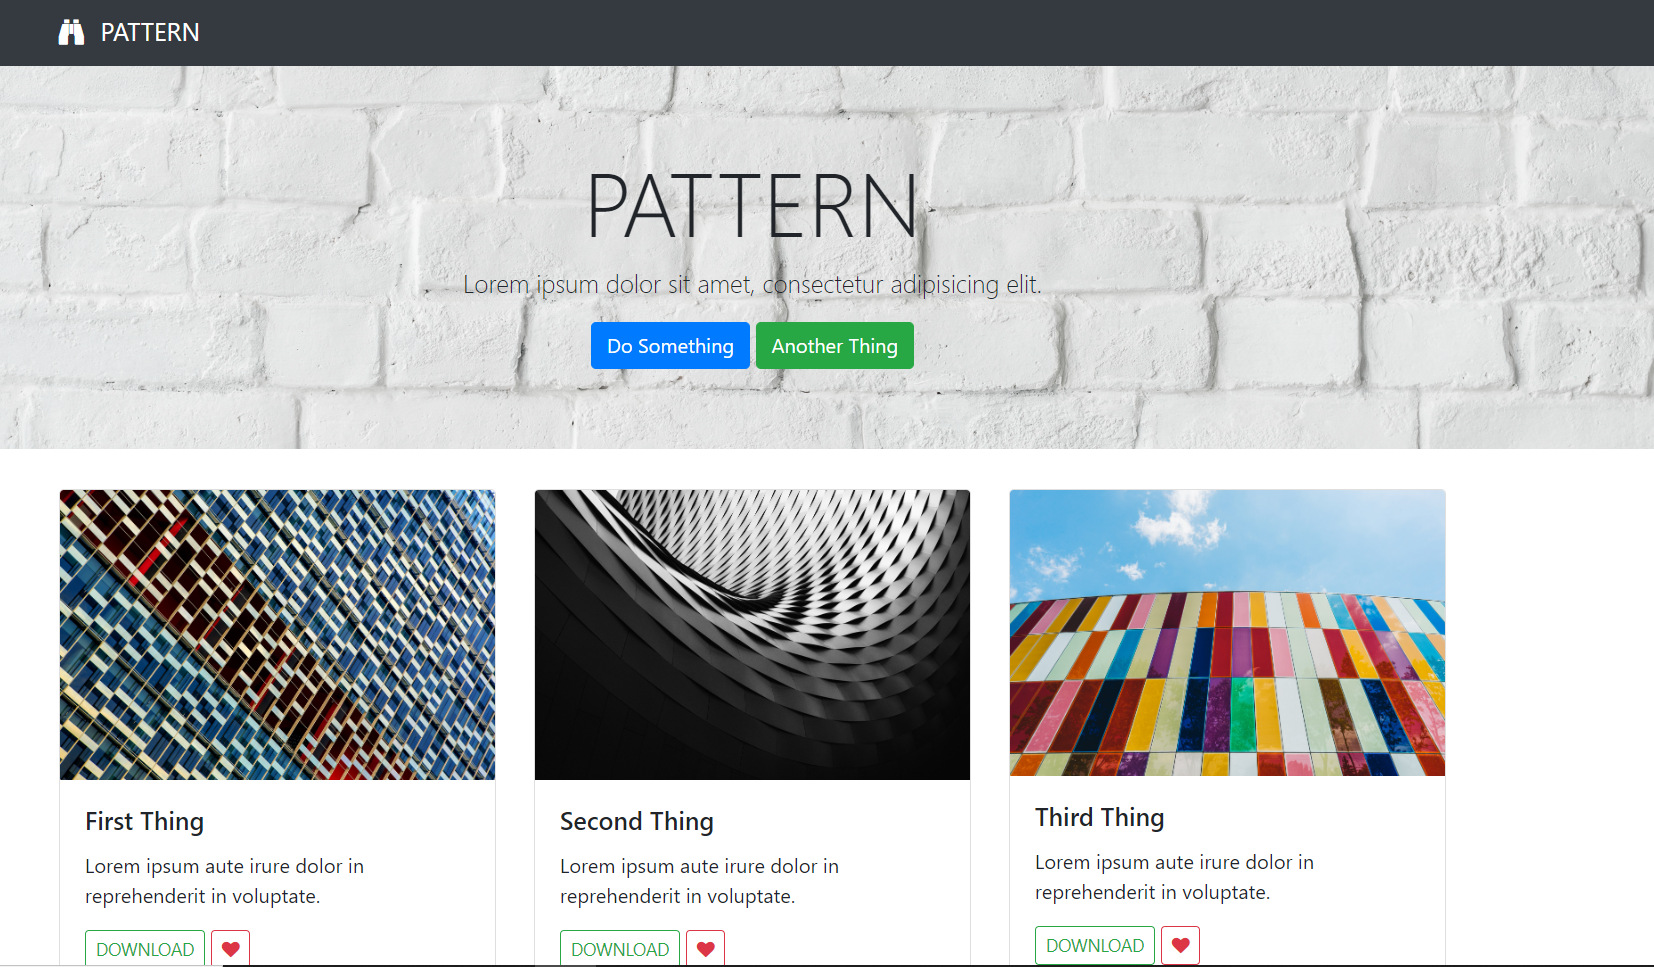 PATTERN
PATTERN
Lorem ipsum dolor sit amet, consectetur adipisicing elit.
Do Something
Another Thing
First Thing
Lorem ipsum aute irure dolor in
reprehenderit in voluptate.
DOWNLOAD
Second Thing
Lorem ipsum aute irure dolor in
reprehenderit in voluptate.
DOWNLOAD
Third Thing
Lorem ipsum aute irure dolor in
reprehenderit in voluptate.
DOWNLOAD